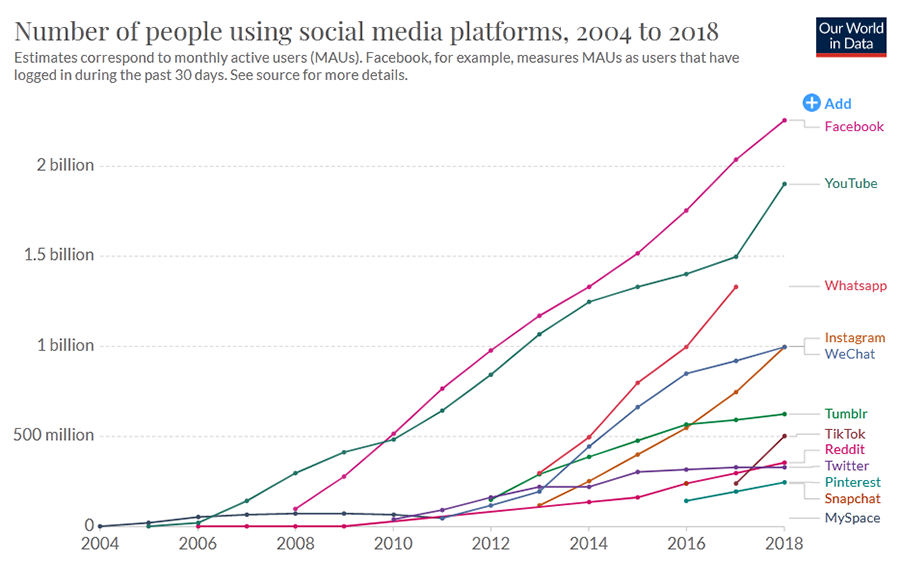 Number of people using social media platforms, 2004 to 2018
Our World
in Data
Estimates correspond to monthly active users (MAUs). Facebook, for example, measures MAUs as users that have
logged in during the past 30 days. See source for more details.
Add
Facebook
2 billion
YouTube
1.5 billion
Whatsapp
1 billion
Instagram
WeChat
Tumblr
500 million
TikTok
Reddit
Twitter
Pinterest
Snapchat
MySpace
0
2004 2006 2008 2010 2012 2014 2016 2018